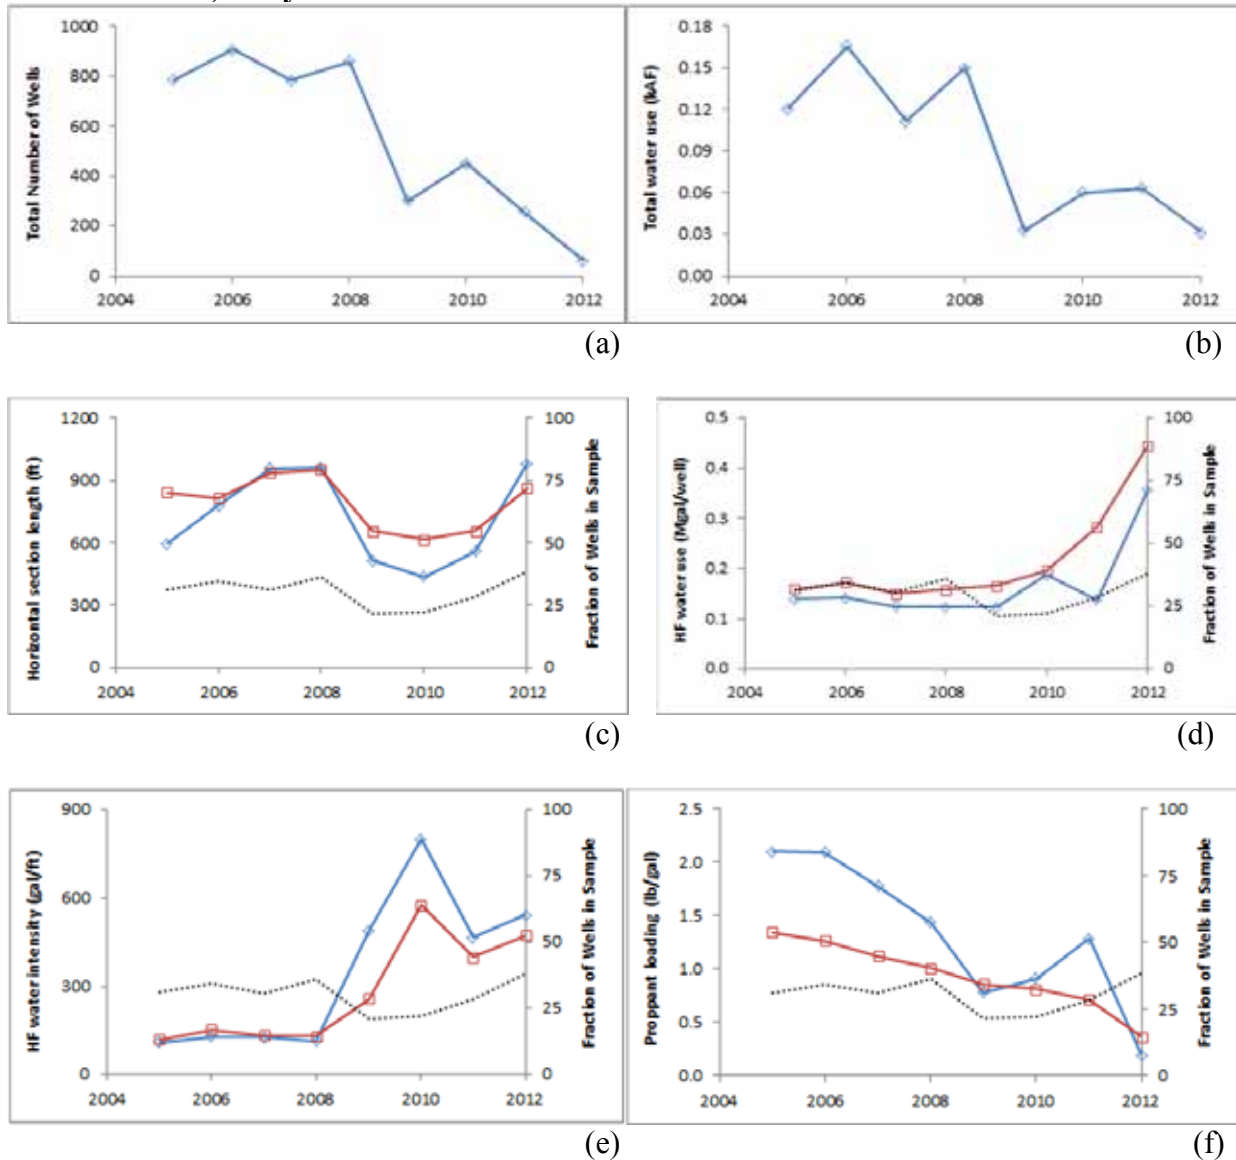 Total Number of Wells
1000
800
600
400
200
0
2004 2006 2008 2010 2012
(a)
Total water use (kAF)
0.18
0.15
0.12
0.09
0.06
0.03
0.00
2004 2006 2008 2010 2012
(b)
Horizontal section length (ft)
1200
900
600
300
0
100
75
50
25
0
Fraction of Wells in Sample
2004 2006 2008 2010 2012
(c)
HF water use (Mgal/well)
0.5
0.4
0.3
0.2
0.1
0.0
100
75
50
25
0
Fraction of Wells in Sample
2004 2006 2008 2010 2012
(d)
HF water intensity (gal/ft)
900
600
300
0
100
75
50
25
0
Fraction of Wells in Sample
2004 2006 2008 2010 2012
(e)
Proppant loading (lb/gal)
2.5
2.0
1.5
1.0
0.5
0.0
100
75
50
25
0
Fraction of Wells in Sample
2004 2006 2008 2010 2012
(f)